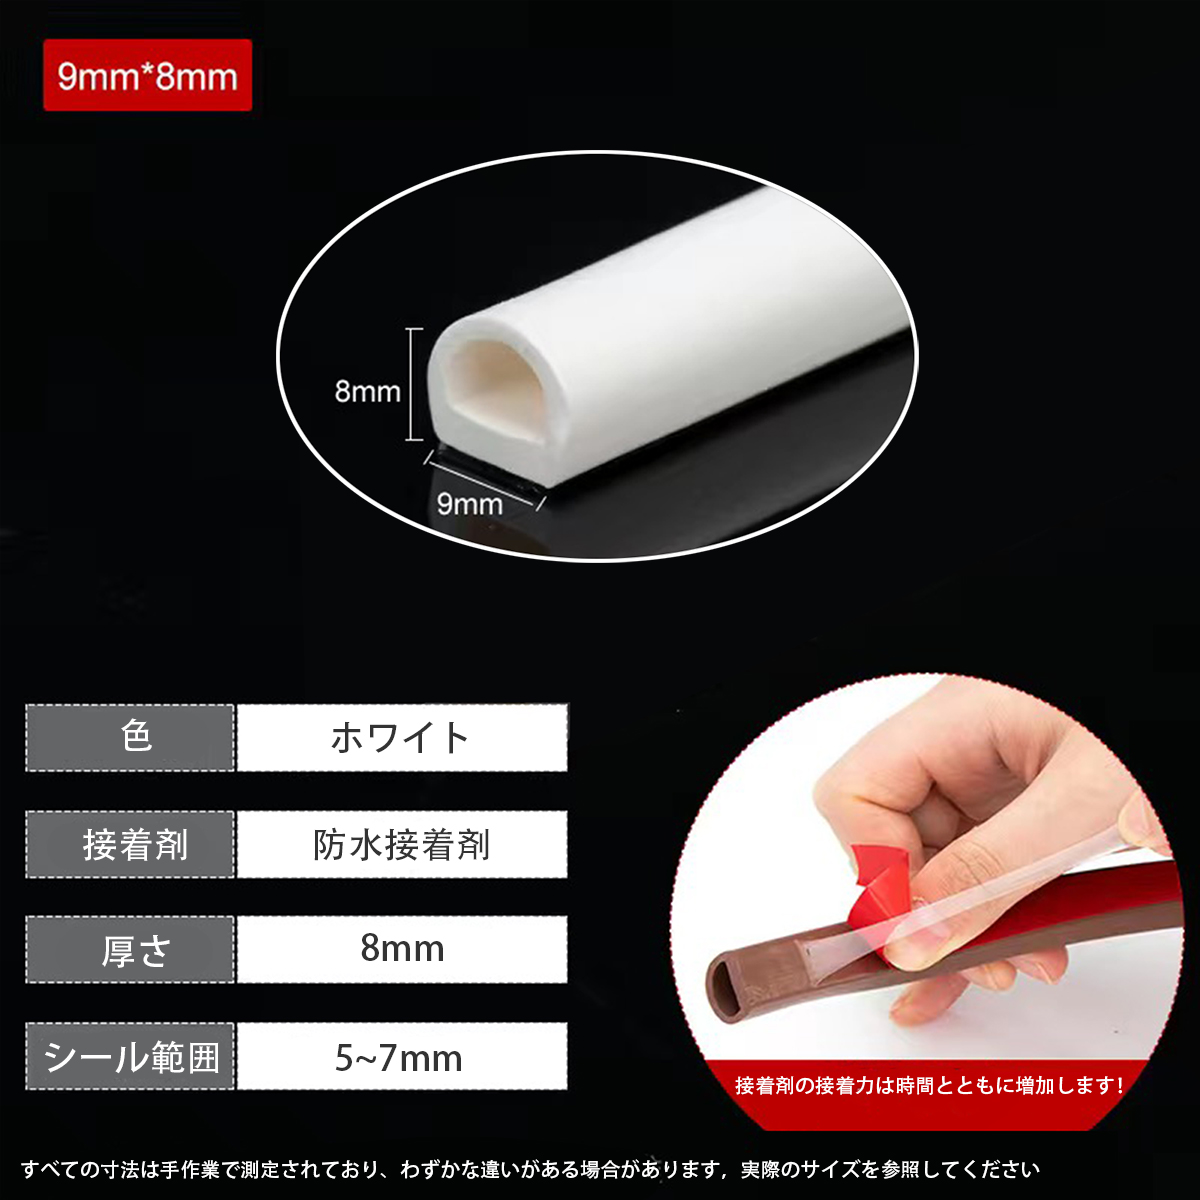 9mm*8mm
8mm
9mm
色 ホワイト
接着剤 防水接着剤
厚さ 8mm
シール範囲 5~7mm
接着剤の接着力は時間とともに増加します!
すべての寸法は手作業で測定されており、わずかな違いがある場合があります，実際のサイズを参照してください